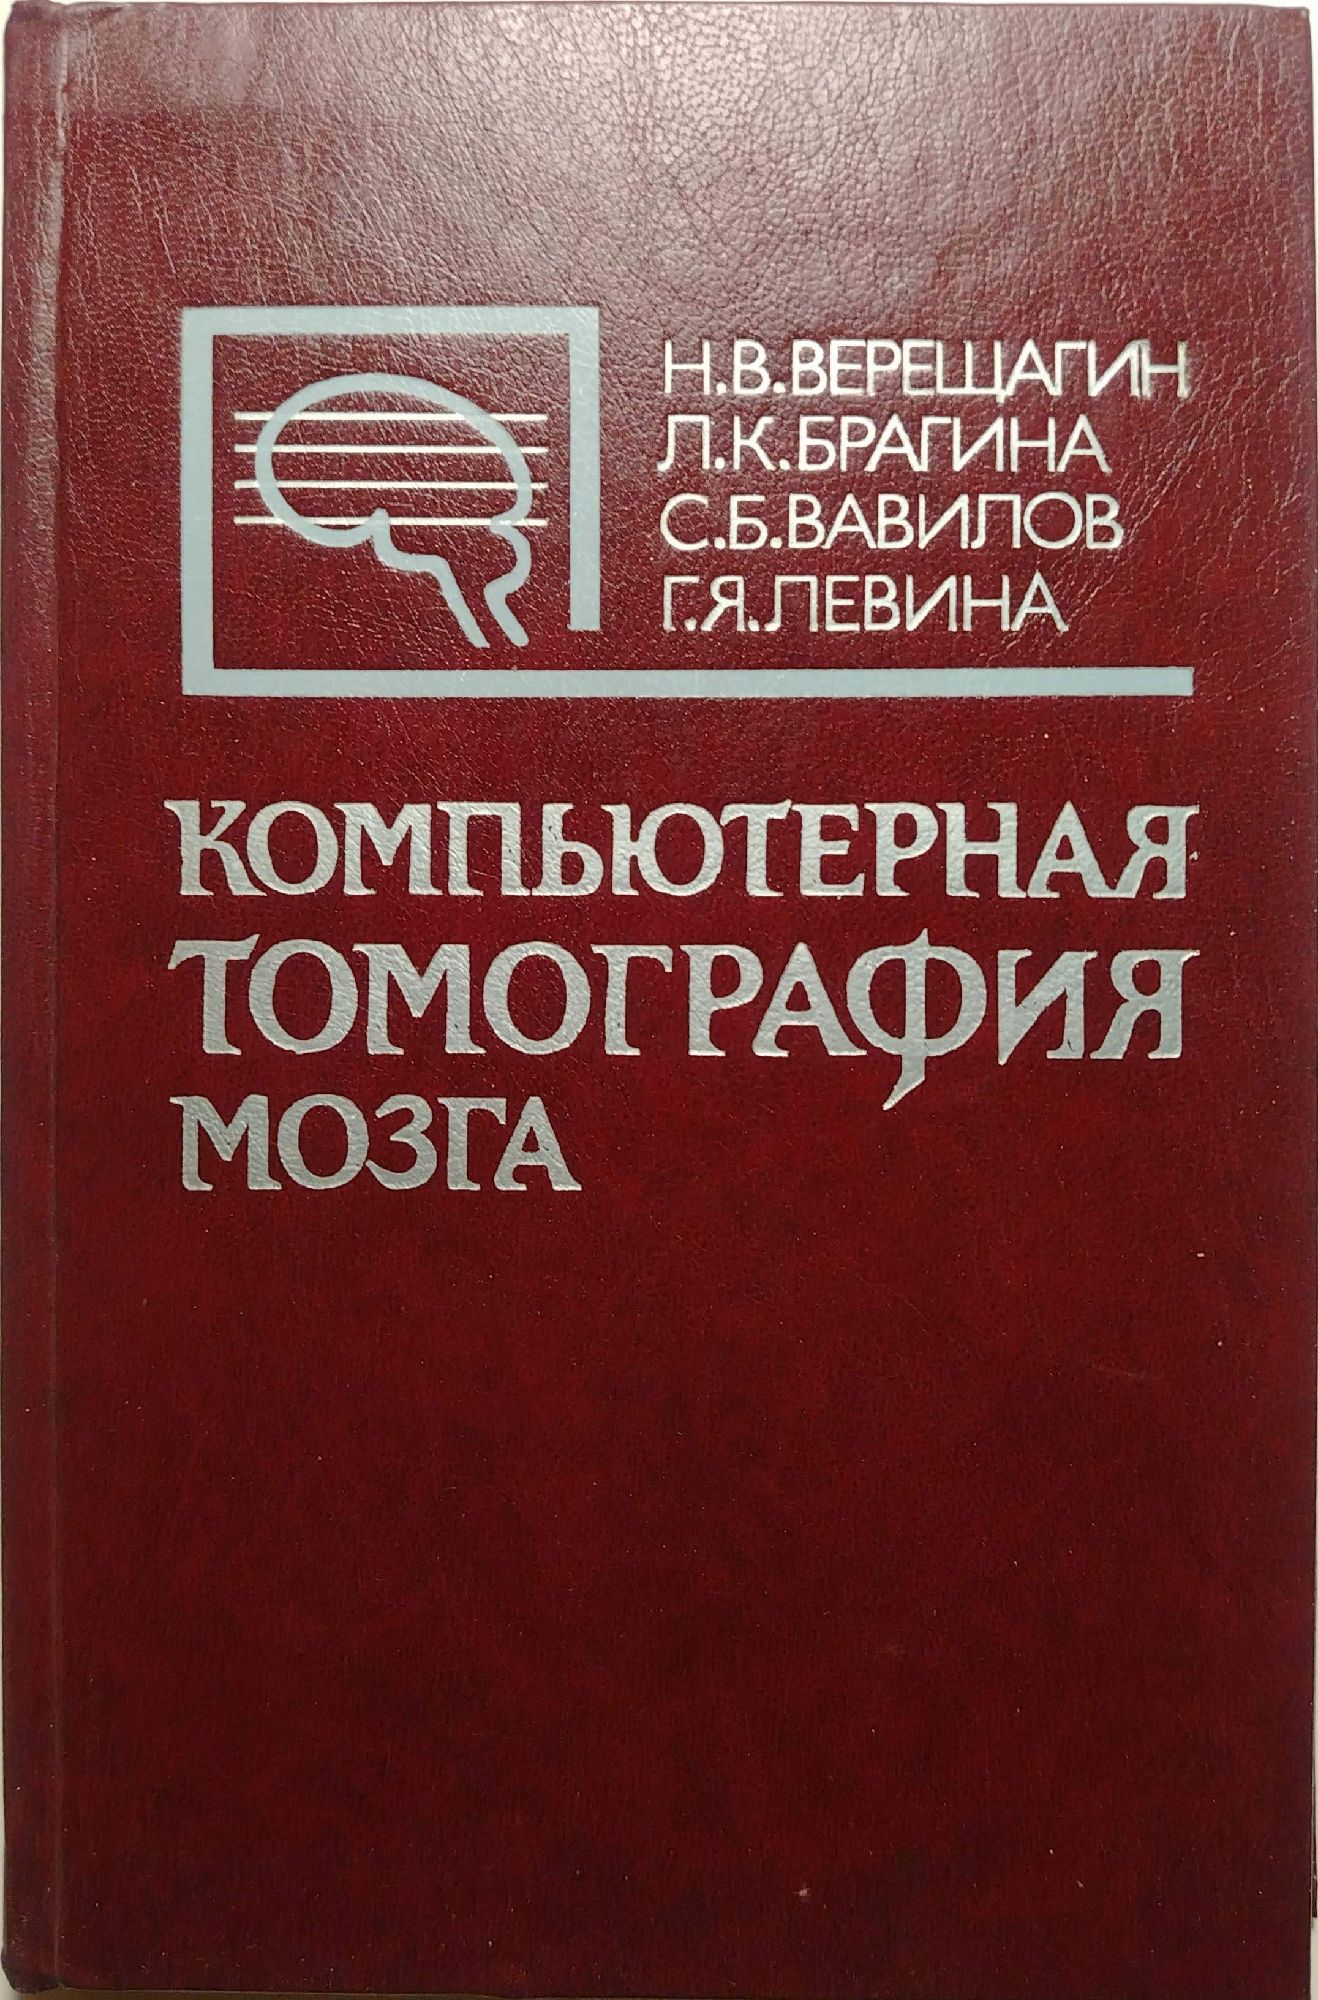 Н.В.ВЕРЕЩАГИН
Л.К.БРАГИНА
С.Б.ВАВИЛОВ
Г.Я.ЛЕВИНА
КОМПЬЮТЕРНАЯ
ТОМОГРАФИЯ
МОЗГА